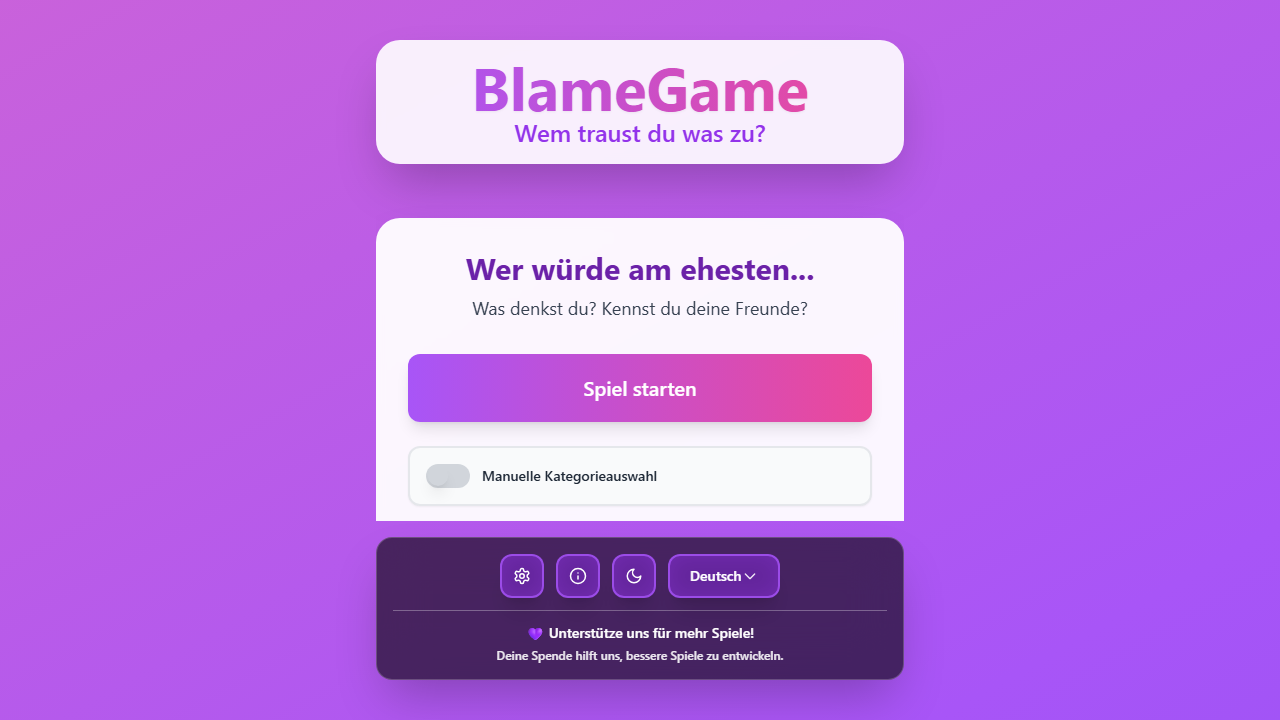 BlameGame
Wem traust du was zu?
Wer würde am ehesten...
Was denkst du? Kennst du deine Freunde?
Spiel starten
Manuelle Kategorieauswahl
Deutsch
💜 Unterstütze uns für mehr Spiele!
Deine Spende hilft uns, bessere Spiele zu entwickeln.